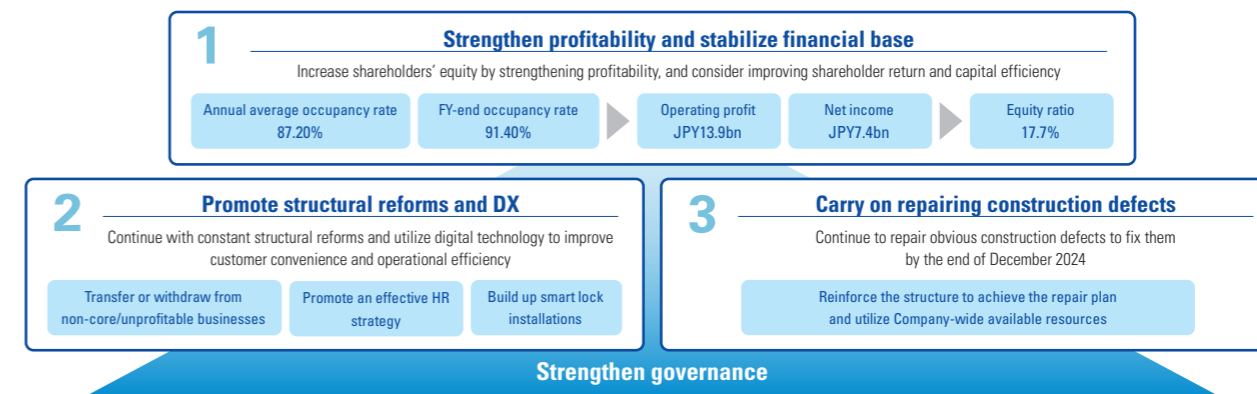 1
Strengthen profitability and stabilize financial base
Increase shareholders' equity by strengthening profitability, and consider improving shareholder return and capital efficiency
Annual average occupancy rate
87.20%
FY-end occupancy rate
91.40%
Operating profit
JPY13.9bn
Net income
JPY7.4bn
Equity ratio
17.7%
2
Promote structural reforms and DX
Continue with constant structural reforms and utilize digital technology to improve
customer convenience and operational efficiency
Transfer or withdraw from
non-core/unprofitable businesses
Promote an effective HR
strategy
Build up smart lock
installations
3
Carry on repairing construction defects
Continue to repair obvious construction defects to fix them
by the end of December 2024
Reinforce the structure to achieve the repair plan
and utilize Company-wide available resources
Strengthen governance